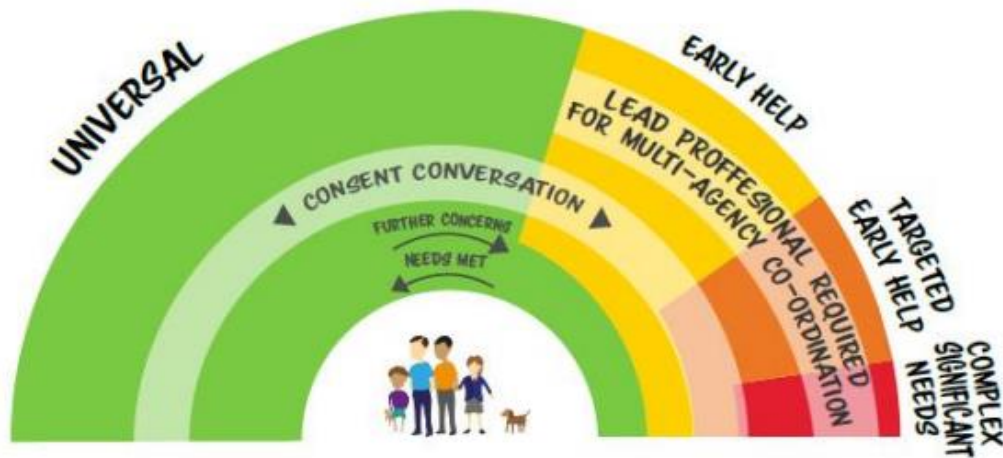 UNIVERSAL
EARLY HELP
TARGETED
EARLY HELP
COMPLEX
SIGNIFICANT
NEEDS
LEAD PROFFESIONAL REQUIRED
FOR MULTI-AGENCY CO-ORDINATION
CONSENT CONVERSATION
FURTHER CONCERNS
NEEDS MET